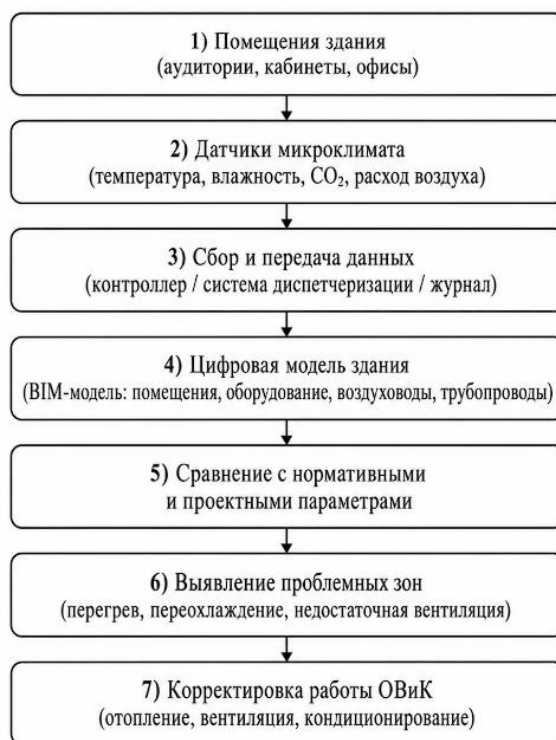 1) Помещения здания
(аудитории, кабинеты, офисы)
2) Датчики микроклимата
(температура, влажность, CO₂, расход воздуха)
3) Сбор и передача данных
(контроллер / система диспетчеризации / журнал)
4) Цифровая модель здания
(BIM-модель: помещения, оборудование, воздуховоды, трубопроводы)
5) Сравнение с нормативными
и проектными параметрами
6) Выявление проблемных зон
(перегрев, переохлаждение, недостаточная вентиляция)
7) Корректировка работы ОВиК
(отопление, вентиляция, кондиционирование)